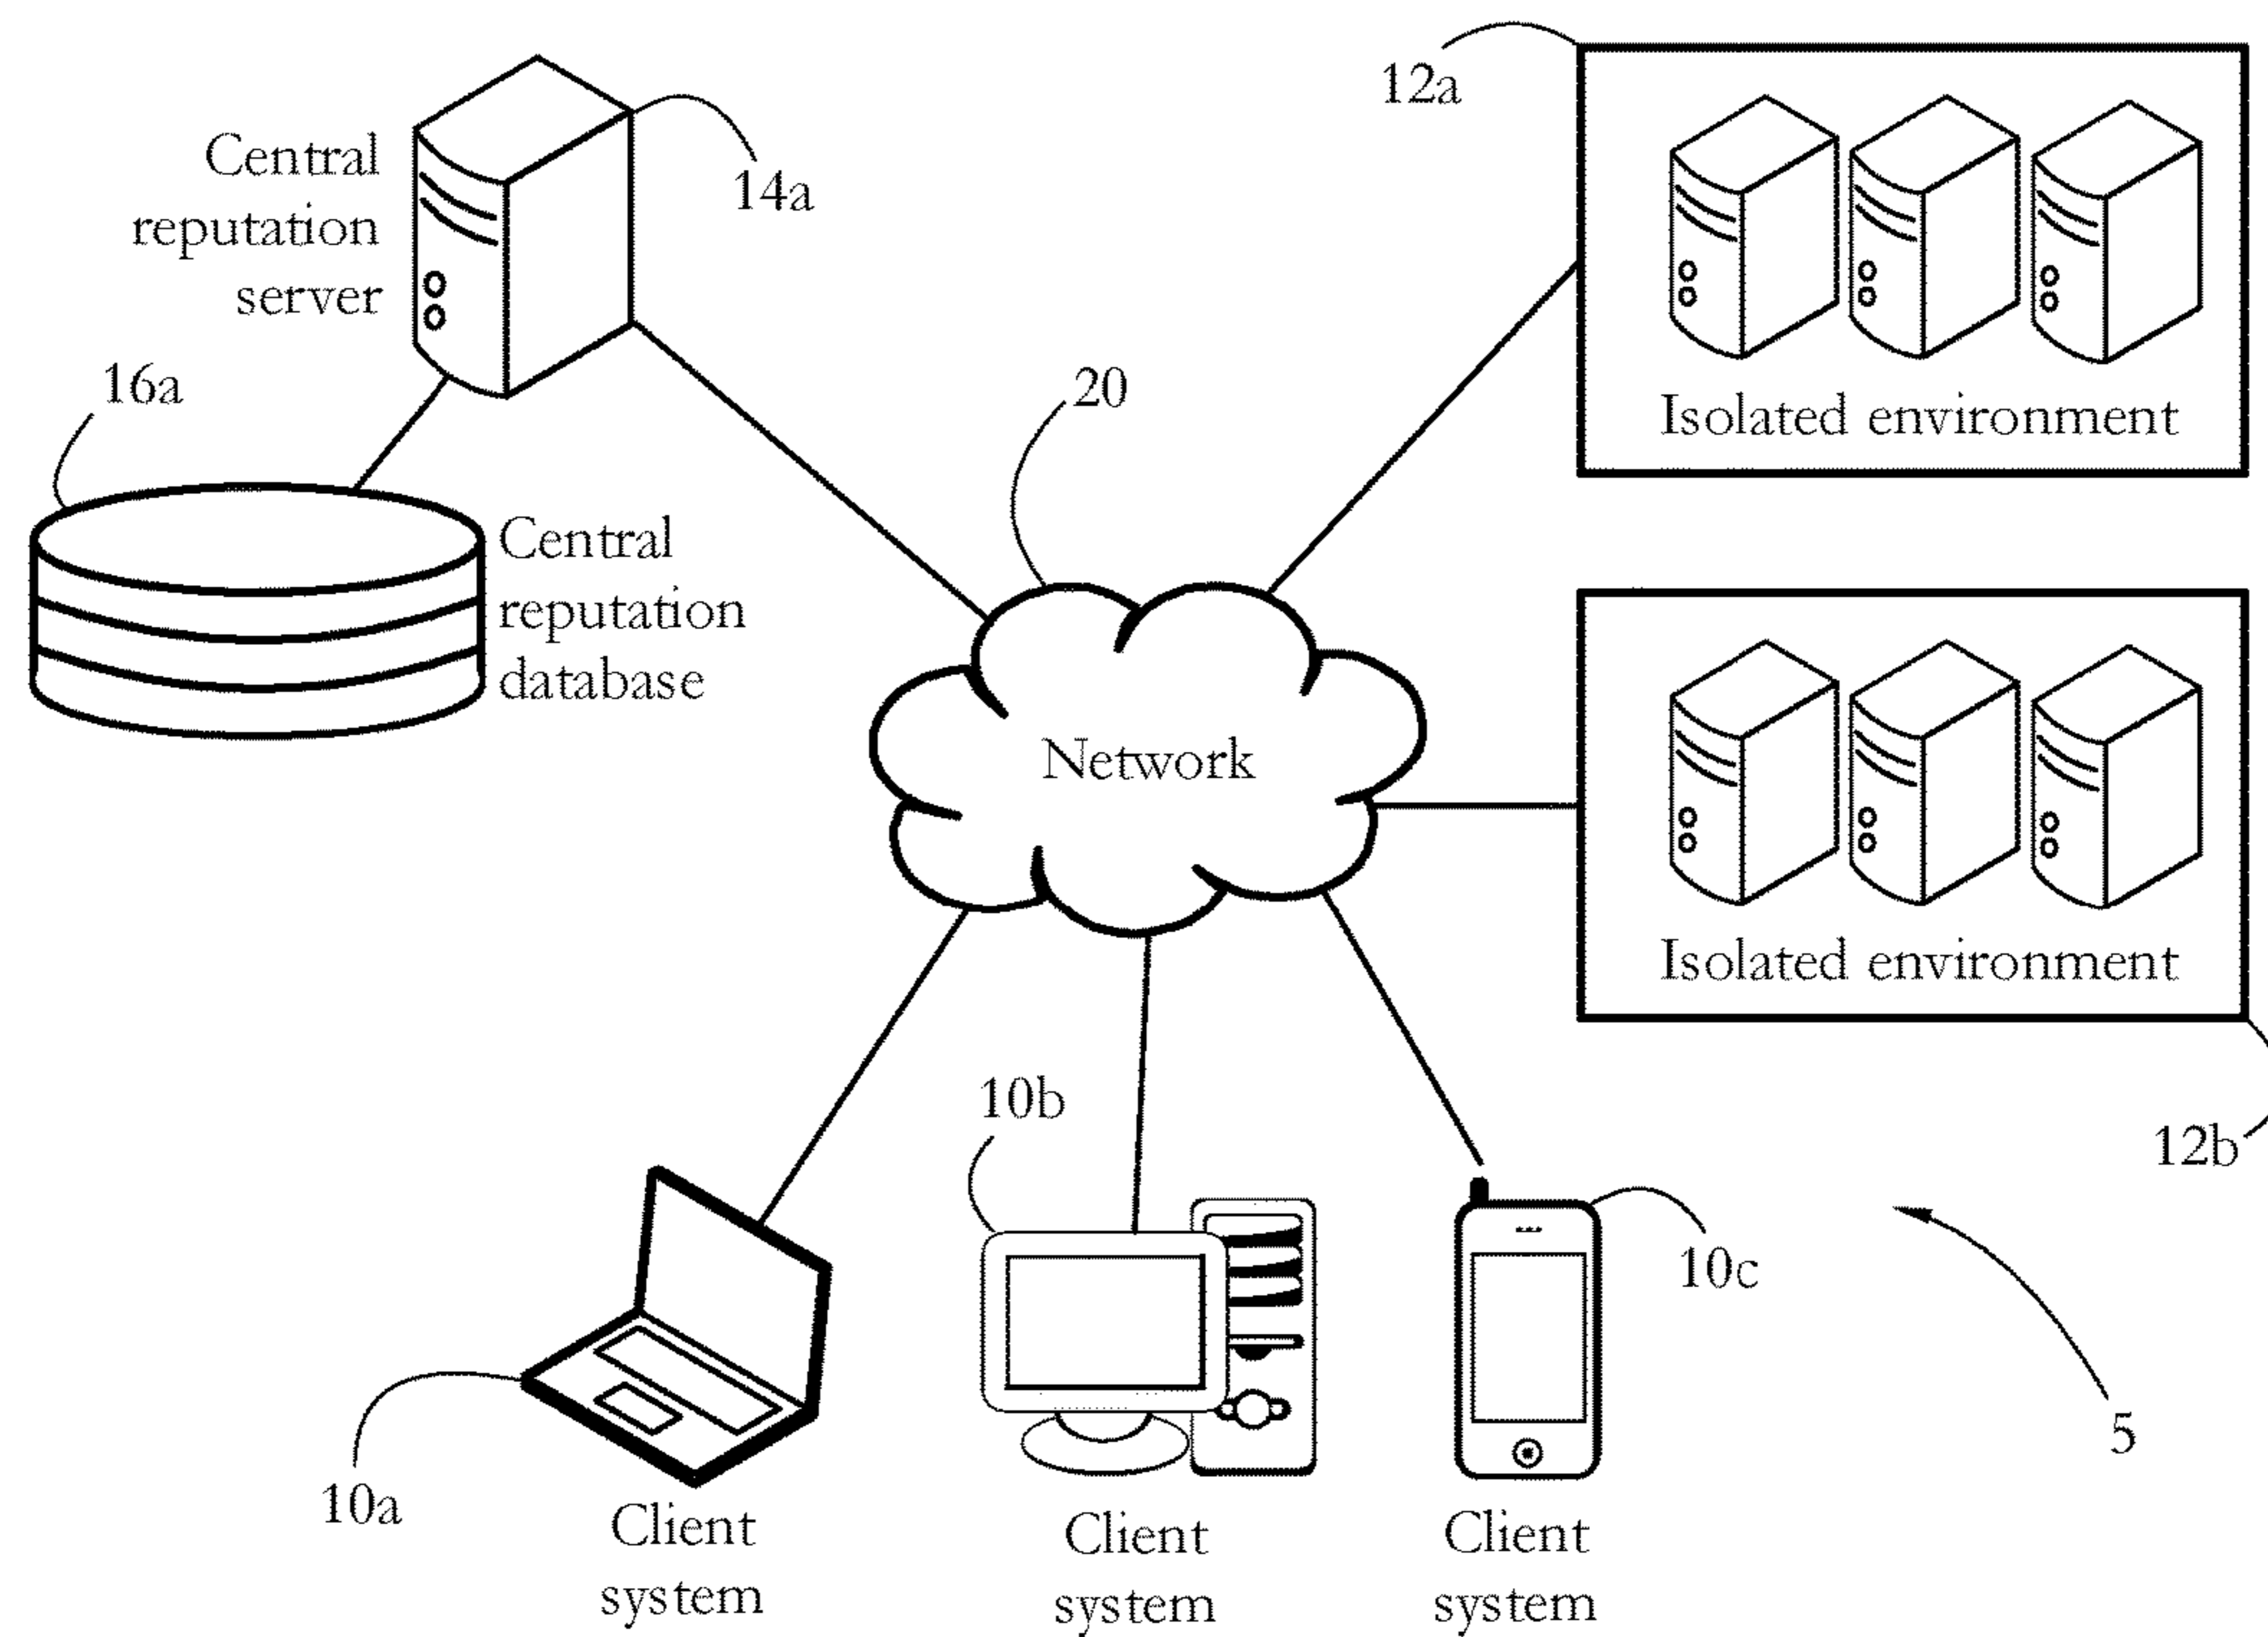 12a
Central
reputation
server
14a
Isolated environment
16a
20
Central
reputation
database
Network
Isolated environment
12b
10b
10c
5
10a
Client
system
Client
system
Client
system